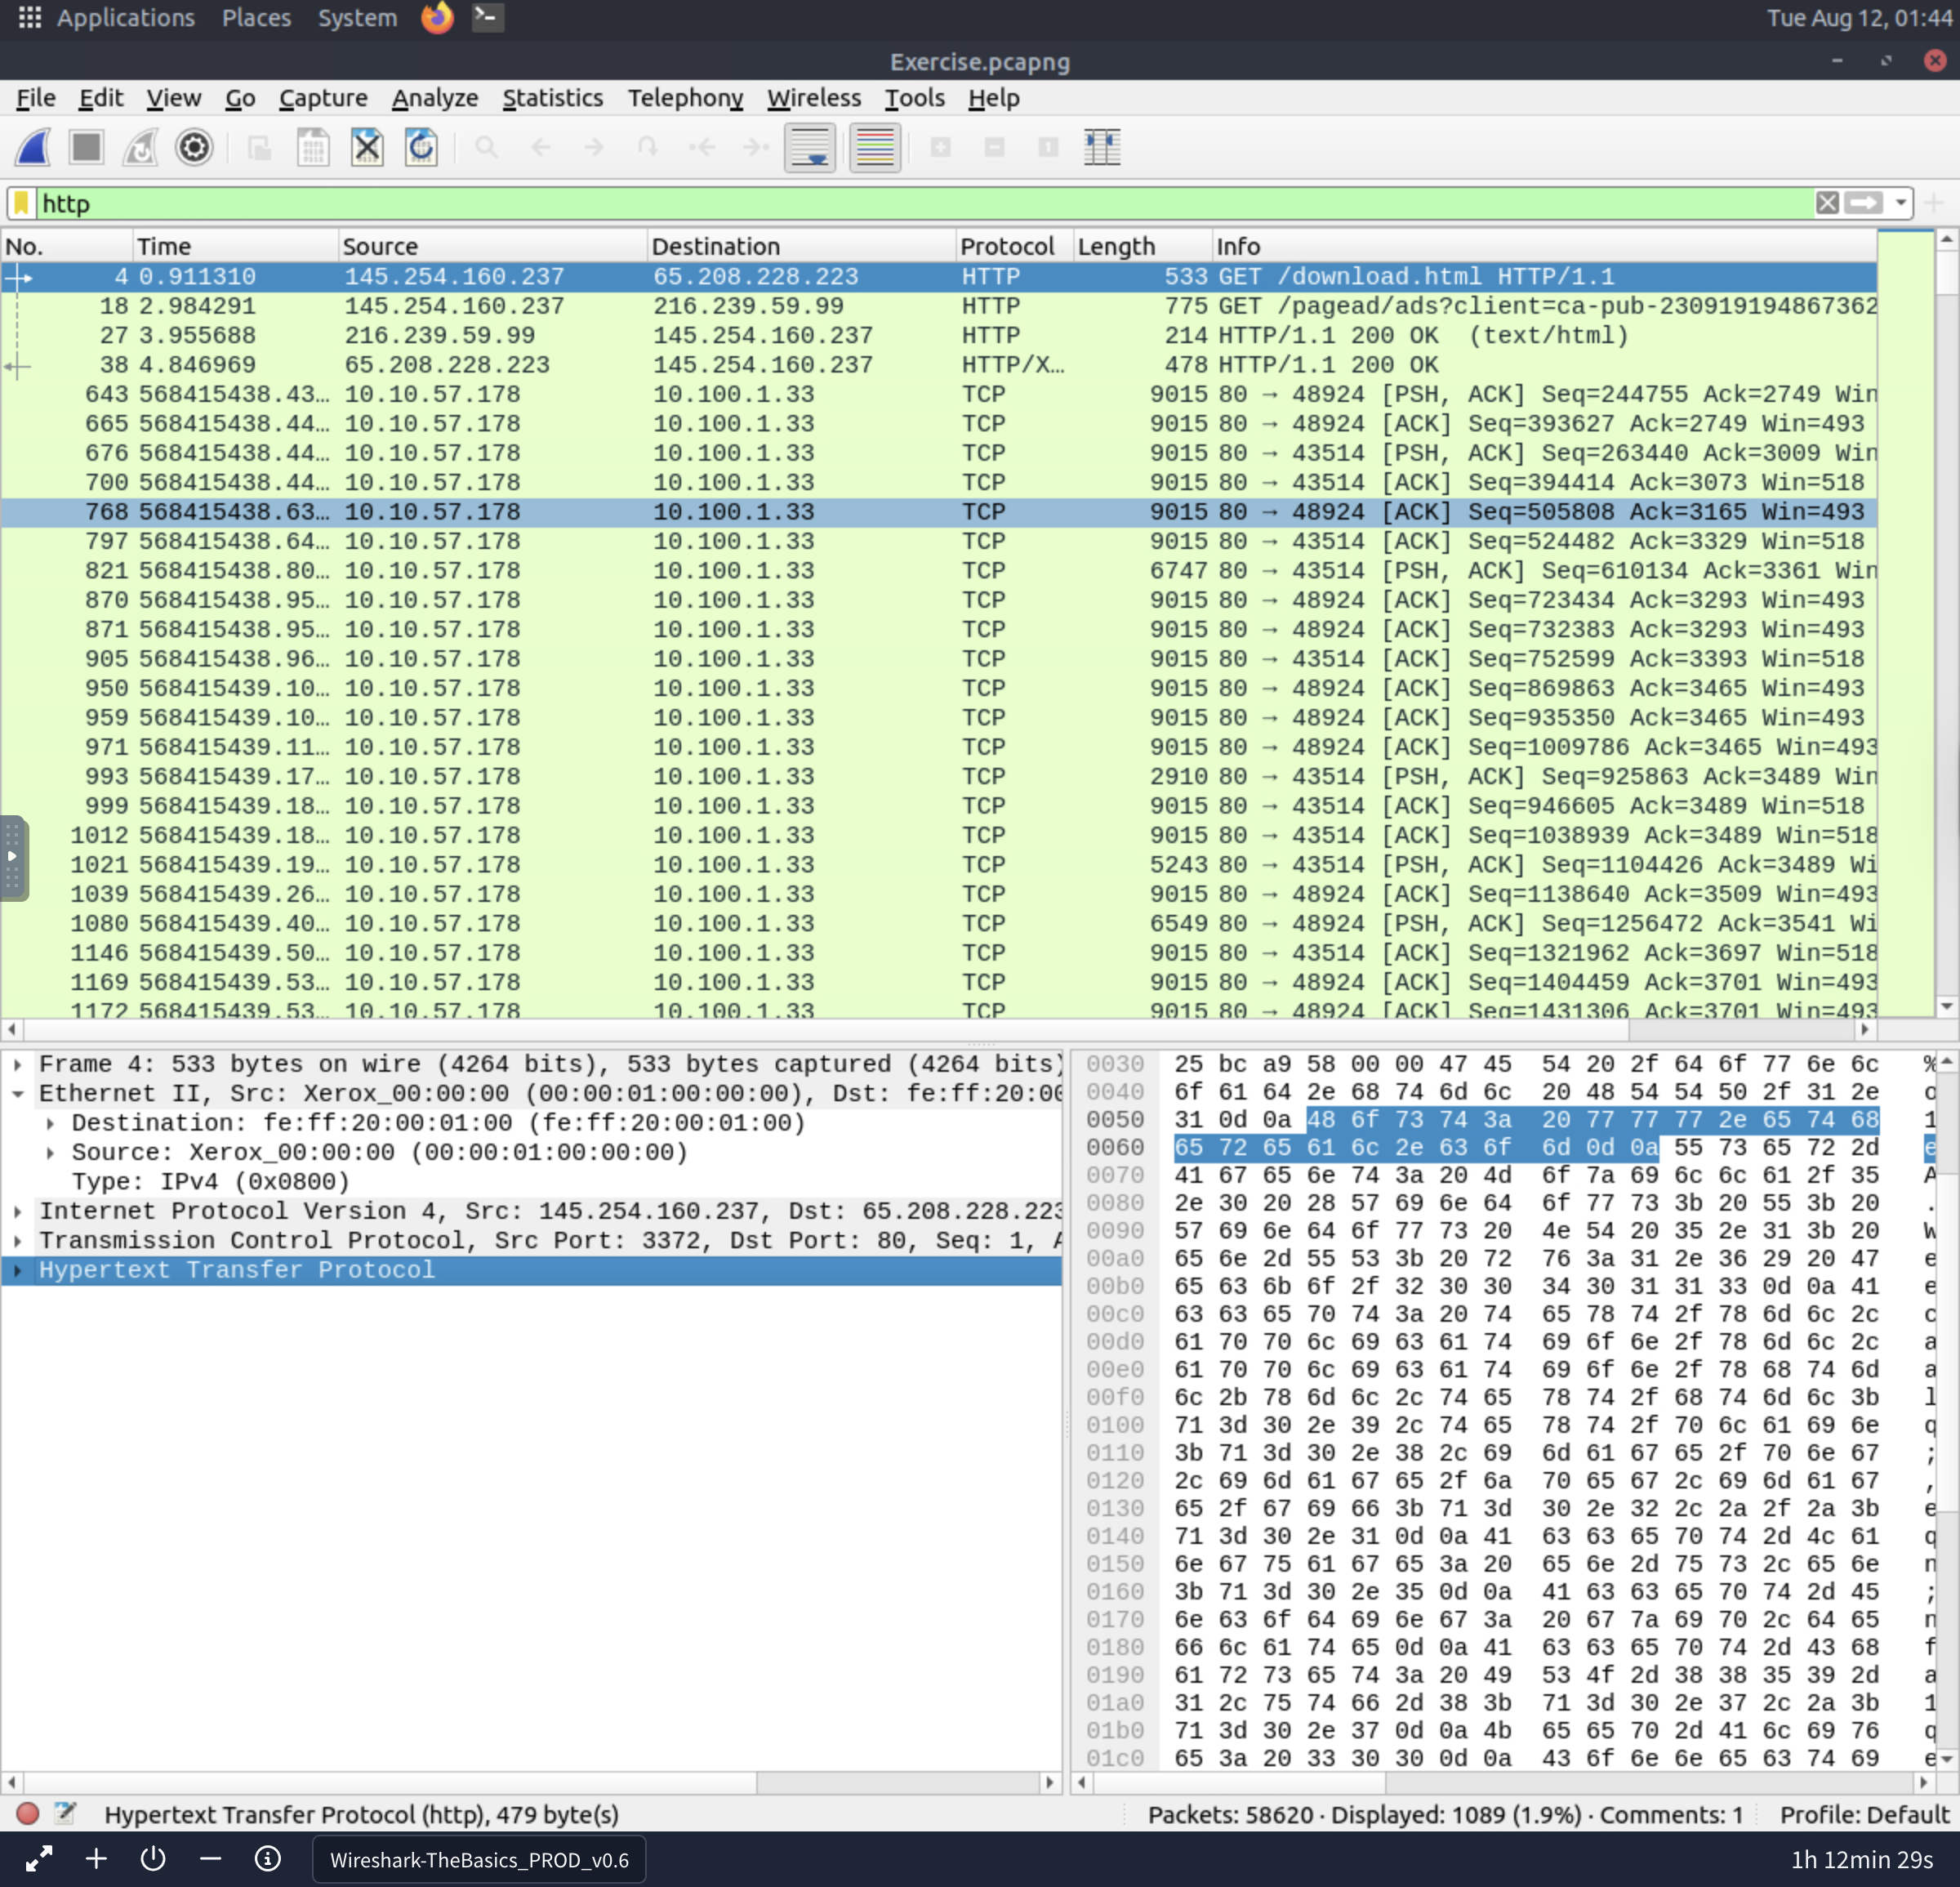 Applications Places System Tue Aug 12, 01:44
Exercise.pcapng
File Edit View Go Capture Analyze Statistics Telephony Wireless Tools Help
http
No. Time Source Destination Protocol Length Info
4 0.911310 145.254.160.237 65.208.228.223 HTTP 533 GET /download.html HTTP/1.1
18 2.984291 145.254.160.237 216.239.59.99 HTTP 775 GET /pagead/ads?client=ca-pub-230919194867362
27 3.955688 216.239.59.99 145.254.160.237 HTTP 214 HTTP/1.1 200 OK (text/html)
38 4.846969 65.208.228.223 145.254.160.237 HTTP/X… 478 HTTP/1.1 200 OK
643 568415438.43… 10.10.57.178 10.100.1.33 TCP 9015 80 → 48924 [PSH, ACK] Seq=244755 Ack=2749 Win
665 568415438.44… 10.10.57.178 10.100.1.33 TCP 9015 80 → 48924 [ACK] Seq=393627 Ack=2749 Win=493
676 568415438.44… 10.10.57.178 10.100.1.33 TCP 9015 80 → 43514 [PSH, ACK] Seq=263440 Ack=3009 Win
700 568415438.44… 10.10.57.178 10.100.1.33 TCP 9015 80 → 43514 [ACK] Seq=394414 Ack=3073 Win=518
768 568415438.63… 10.10.57.178 10.100.1.33 TCP 9015 80 → 48924 [ACK] Seq=505808 Ack=3165 Win=493
797 568415438.64… 10.10.57.178 10.100.1.33 TCP 9015 80 → 43514 [ACK] Seq=524482 Ack=3329 Win=518
821 568415438.80… 10.10.57.178 10.100.1.33 TCP 6747 80 → 43514 [PSH, ACK] Seq=610134 Ack=3361 Win
870 568415438.95… 10.10.57.178 10.100.1.33 TCP 9015 80 → 48924 [ACK] Seq=723434 Ack=3293 Win=493
871 568415438.95… 10.10.57.178 10.100.1.33 TCP 9015 80 → 48924 [ACK] Seq=732383 Ack=3293 Win=493
905 568415438.96… 10.10.57.178 10.100.1.33 TCP 9015 80 → 43514 [ACK] Seq=752599 Ack=3393 Win=518
950 568415439.10… 10.10.57.178 10.100.1.33 TCP 9015 80 → 48924 [ACK] Seq=869863 Ack=3465 Win=493
959 568415439.10… 10.10.57.178 10.100.1.33 TCP 9015 80 → 48924 [ACK] Seq=935350 Ack=3465 Win=493
971 568415439.11… 10.10.57.178 10.100.1.33 TCP 9015 80 → 48924 [ACK] Seq=1009786 Ack=3465 Win=493
993 568415439.17… 10.10.57.178 10.100.1.33 TCP 2910 80 → 43514 [PSH, ACK] Seq=925863 Ack=3489 Win
999 568415439.18… 10.10.57.178 10.100.1.33 TCP 9015 80 → 43514 [ACK] Seq=946605 Ack=3489 Win=518
1012 568415439.18… 10.10.57.178 10.100.1.33 TCP 9015 80 → 43514 [ACK] Seq=1038939 Ack=3489 Win=518
1021 568415439.19… 10.10.57.178 10.100.1.33 TCP 5243 80 → 43514 [PSH, ACK] Seq=1104426 Ack=3489 Wi
1039 568415439.26… 10.10.57.178 10.100.1.33 TCP 9015 80 → 48924 [ACK] Seq=1138640 Ack=3509 Win=493
1080 568415439.40… 10.10.57.178 10.100.1.33 TCP 6549 80 → 48924 [PSH, ACK] Seq=1256472 Ack=3541 Wi
1146 568415439.50… 10.10.57.178 10.100.1.33 TCP 9015 80 → 43514 [ACK] Seq=1321962 Ack=3697 Win=518
1169 568415439.53… 10.10.57.178 10.100.1.33 TCP 9015 80 → 48924 [ACK] Seq=1404459 Ack=3701 Win=493
1172 568415439.53… 10.10.57.178 10.100.1.33 TCP 9015 80 → 48924 [ACK] Seq=1431306 Ack=3701 Win=493
Frame 4: 533 bytes on wire (4264 bits), 533 bytes captured (4264 bits)
Ethernet II, Src: Xerox_00:00:00 (00:00:01:00:00:00), Dst: fe:ff:20:00
Destination: fe:ff:20:00:01:00 (fe:ff:20:00:01:00)
Source: Xerox_00:00:00 (00:00:01:00:00:00)
Type: IPv4 (0x0800)
Internet Protocol Version 4, Src: 145.254.160.237, Dst: 65.208.228.223
Transmission Control Protocol, Src Port: 3372, Dst Port: 80, Seq: 1, A
Hypertext Transfer Protocol
0030 25 bc a9 58 00 00 47 45 54 20 2f 64 6f 77 6e 6c %
0040 6f 61 64 2e 68 74 6d 6c 20 48 54 54 50 2f 31 2e o
0050 31 0d 0a 48 6f 73 74 3a 20 77 77 77 2e 65 74 68 1
0060 65 72 65 61 6c 2e 63 6f 6d 0d 0a 55 73 65 72 2d e
0070 41 67 65 6e 74 3a 20 4d 6f 7a 69 6c 6c 61 2f 35 A
0080 2e 30 20 28 57 69 6e 64 6f 77 73 3b 20 55 3b 20 .
0090 57 69 6e 64 6f 77 73 20 4e 54 20 35 2e 31 3b 20 W
00a0 65 6e 2d 55 53 3b 20 72 76 3a 31 2e 36 29 20 47 e
00b0 65 63 6b 6f 2f 32 30 30 34 30 31 31 33 0d 0a 41 e
00c0 63 63 65 70 74 3a 20 74 65 78 74 2f 78 6d 6c 2c c
00d0 61 70 70 6c 69 63 61 74 69 6f 6e 2f 78 6d 6c 2c a
00e0 61 70 70 6c 69 63 61 74 69 6f 6e 2f 78 68 74 6d a
00f0 6c 2b 78 6d 6c 2c 74 65 78 74 2f 68 74 6d 6c 3b l
0100 71 3d 30 2e 39 2c 74 65 78 74 2f 70 6c 61 69 6e q
0110 3b 71 3d 30 2e 38 2c 69 6d 61 67 65 2f 70 6e 67 ;
0120 2c 69 6d 61 67 65 2f 6a 70 65 67 2c 69 6d 61 67 ,
0130 65 2f 67 69 66 3b 71 3d 30 2e 32 2c 2a 2f 2a 3b e
0140 71 3d 30 2e 31 0d 0a 41 63 63 65 70 74 2d 4c 61 q
0150 6e 67 75 61 67 65 3a 20 65 6e 2d 75 73 2c 65 6e n
0160 3b 71 3d 30 2e 35 0d 0a 41 63 63 65 70 74 2d 45 ;
0170 6e 63 6f 64 69 6e 67 3a 20 67 7a 69 70 2c 64 65 n
0180 66 6c 61 74 65 0d 0a 41 63 63 65 70 74 2d 43 68 f
0190 61 72 73 65 74 3a 20 49 53 4f 2d 38 38 35 39 2d a
01a0 31 2c 75 74 66 2d 38 3b 71 3d 30 2e 37 2c 2a 3b 1
01b0 71 3d 30 2e 37 0d 0a 4b 65 65 70 2d 41 6c 69 76 q
01c0 65 3a 20 33 30 30 0d 0a 43 6f 6e 6e 65 63 74 69 e
Hypertext Transfer Protocol (http), 479 byte(s) Packets: 58620 · Displayed: 1089 (1.9%) · Comments: 1 Profile: Default
Wireshark-TheBasics_PROD_v0.6 1h 12min 29s